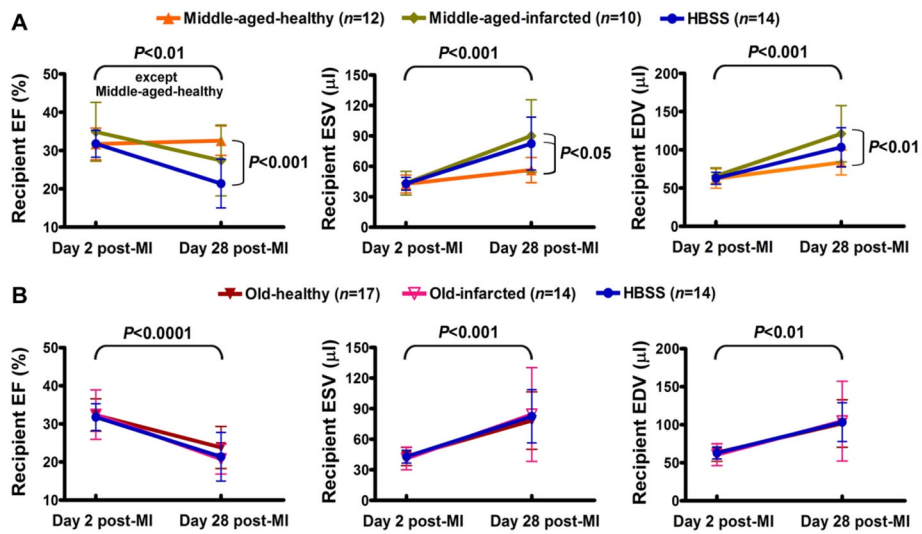 A
Middle-aged-healthy (n=12)
Middle-aged-infarcted (n=10)
HBSS (n=14)
P<0.01
except
Middle-aged-healthy
Recipient EF (%)
50
40
30
20
10
P<0.001
Day 2 post-MI
Day 28 post-MI
P<0.001
Recipient ESV (µl)
150
120
90
60
30
0
P<0.05
Day 2 post-MI
Day 28 post-MI
P<0.001
Recipient EDV (µl)
200
150
100
50
0
P<0.01
Day 2 post-MI
Day 28 post-MI
B
Old-healthy (n=17)
Old-infarcted (n=14)
HBSS (n=14)
P<0.0001
Recipient EF (%)
50
40
30
20
10
Day 2 post-MI
Day 28 post-MI
P<0.001
Recipient ESV (µl)
150
120
90
60
30
0
Day 2 post-MI
Day 28 post-MI
P<0.01
Recipient EDV (µl)
200
150
100
50
0
Day 2 post-MI
Day 28 post-MI